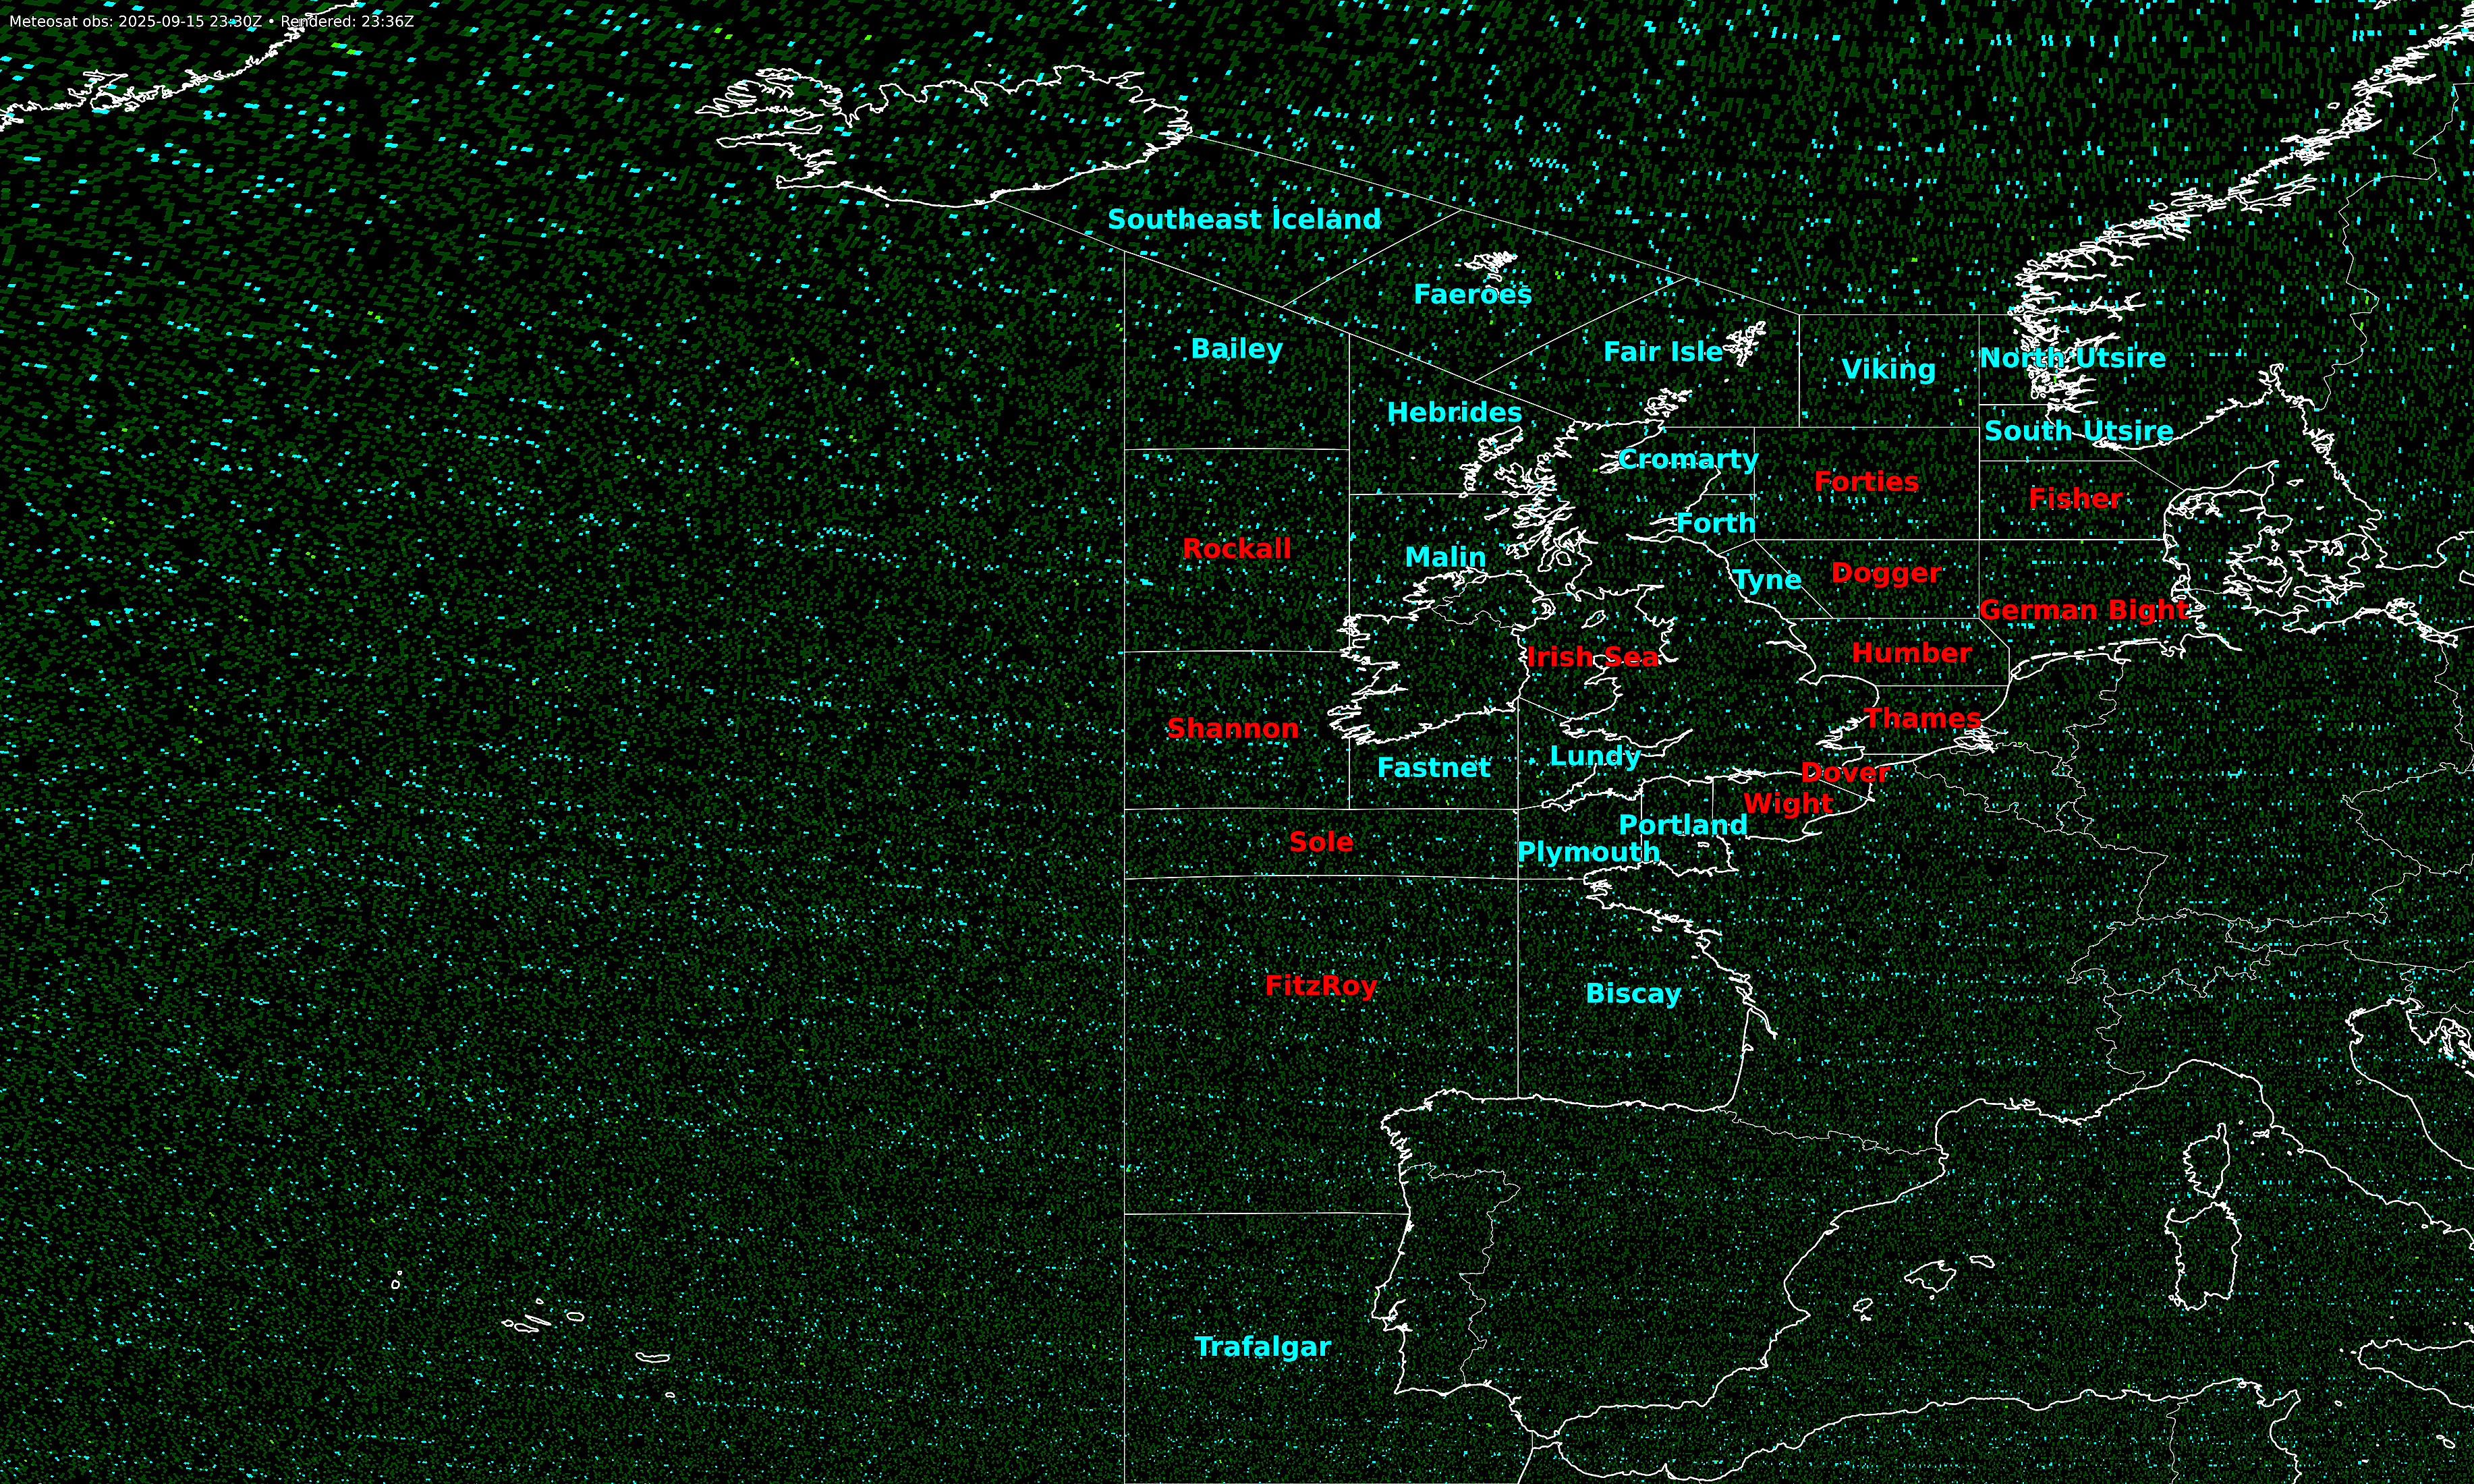 Meteosat obs: 2025-09-15 23:30Z • Rendered: 23:36Z
Southeast Iceland
Faeroes
Bailey
Fair Isle
Viking
North Utsire
Hebrides
South Utsire
Cromarty
Forties
Fisher
Forth
Rockall
Malin
Tyne
Dogger
German Bight
Irish Sea
Humber
Shannon
Thames
Fastnet
Lundy
Dover
Wight
Portland
Sole
Plymouth
FitzRoy
Biscay
Trafalgar